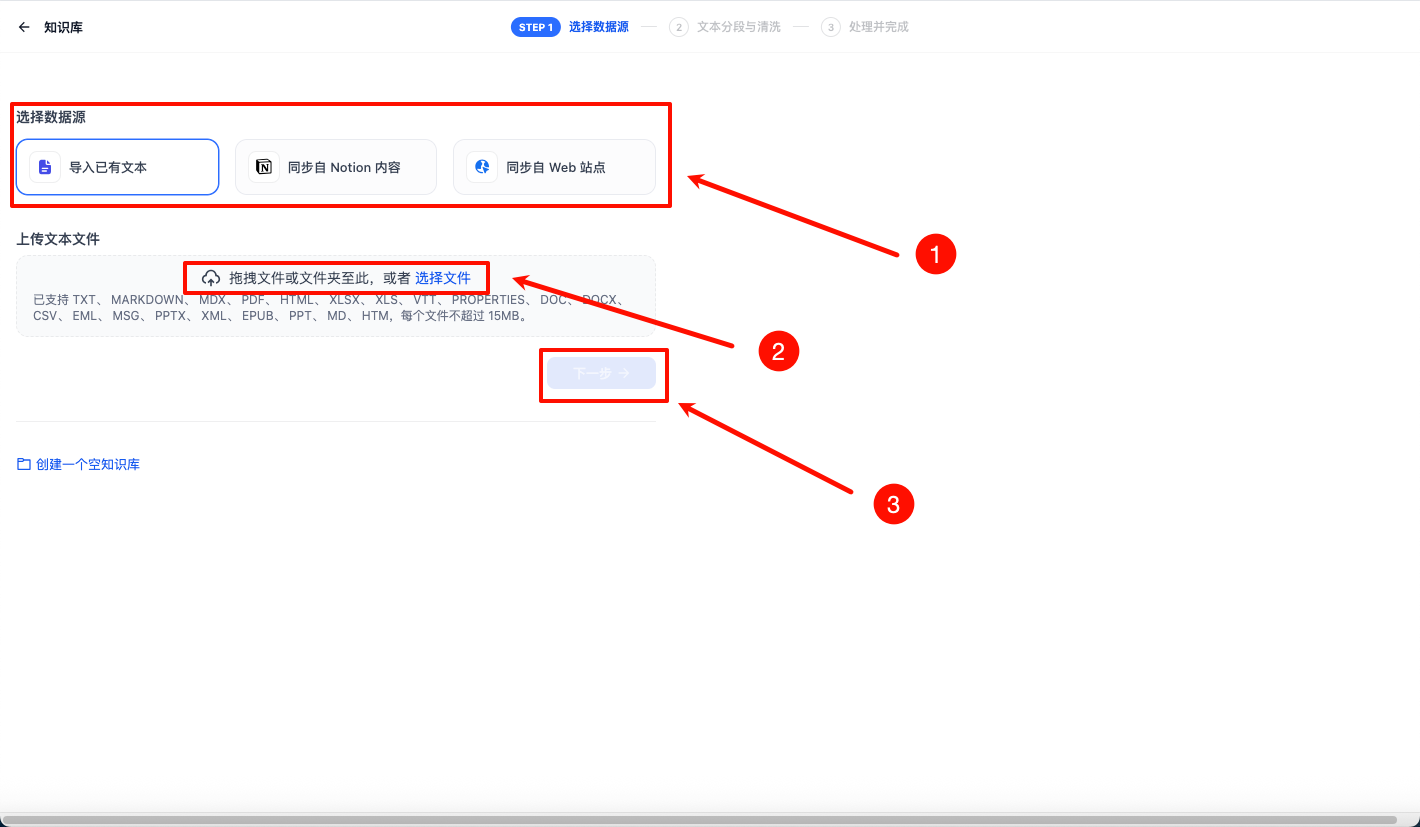 知识库
STEP 1 选择数据源 2 文本分段与清洗 3 处理并完成
选择数据源
导入已有文本 同步自 Notion 内容 同步自 Web 站点
1
上传文本文件
拖拽文件或文件夹至此，或者 选择文件
已支持 TXT、 MARKDOWN、 MDX、 PDF、 HTML、 XLSX、 XLS、 VTT、 PROPERTIES、 DOC、 DOCX、
CSV、 EML、 MSG、 PPTX、 XML、 EPUB、 PPT、 MD、 HTM，每个文件不超过 15MB。
2
下一步
创建一个空知识库
3